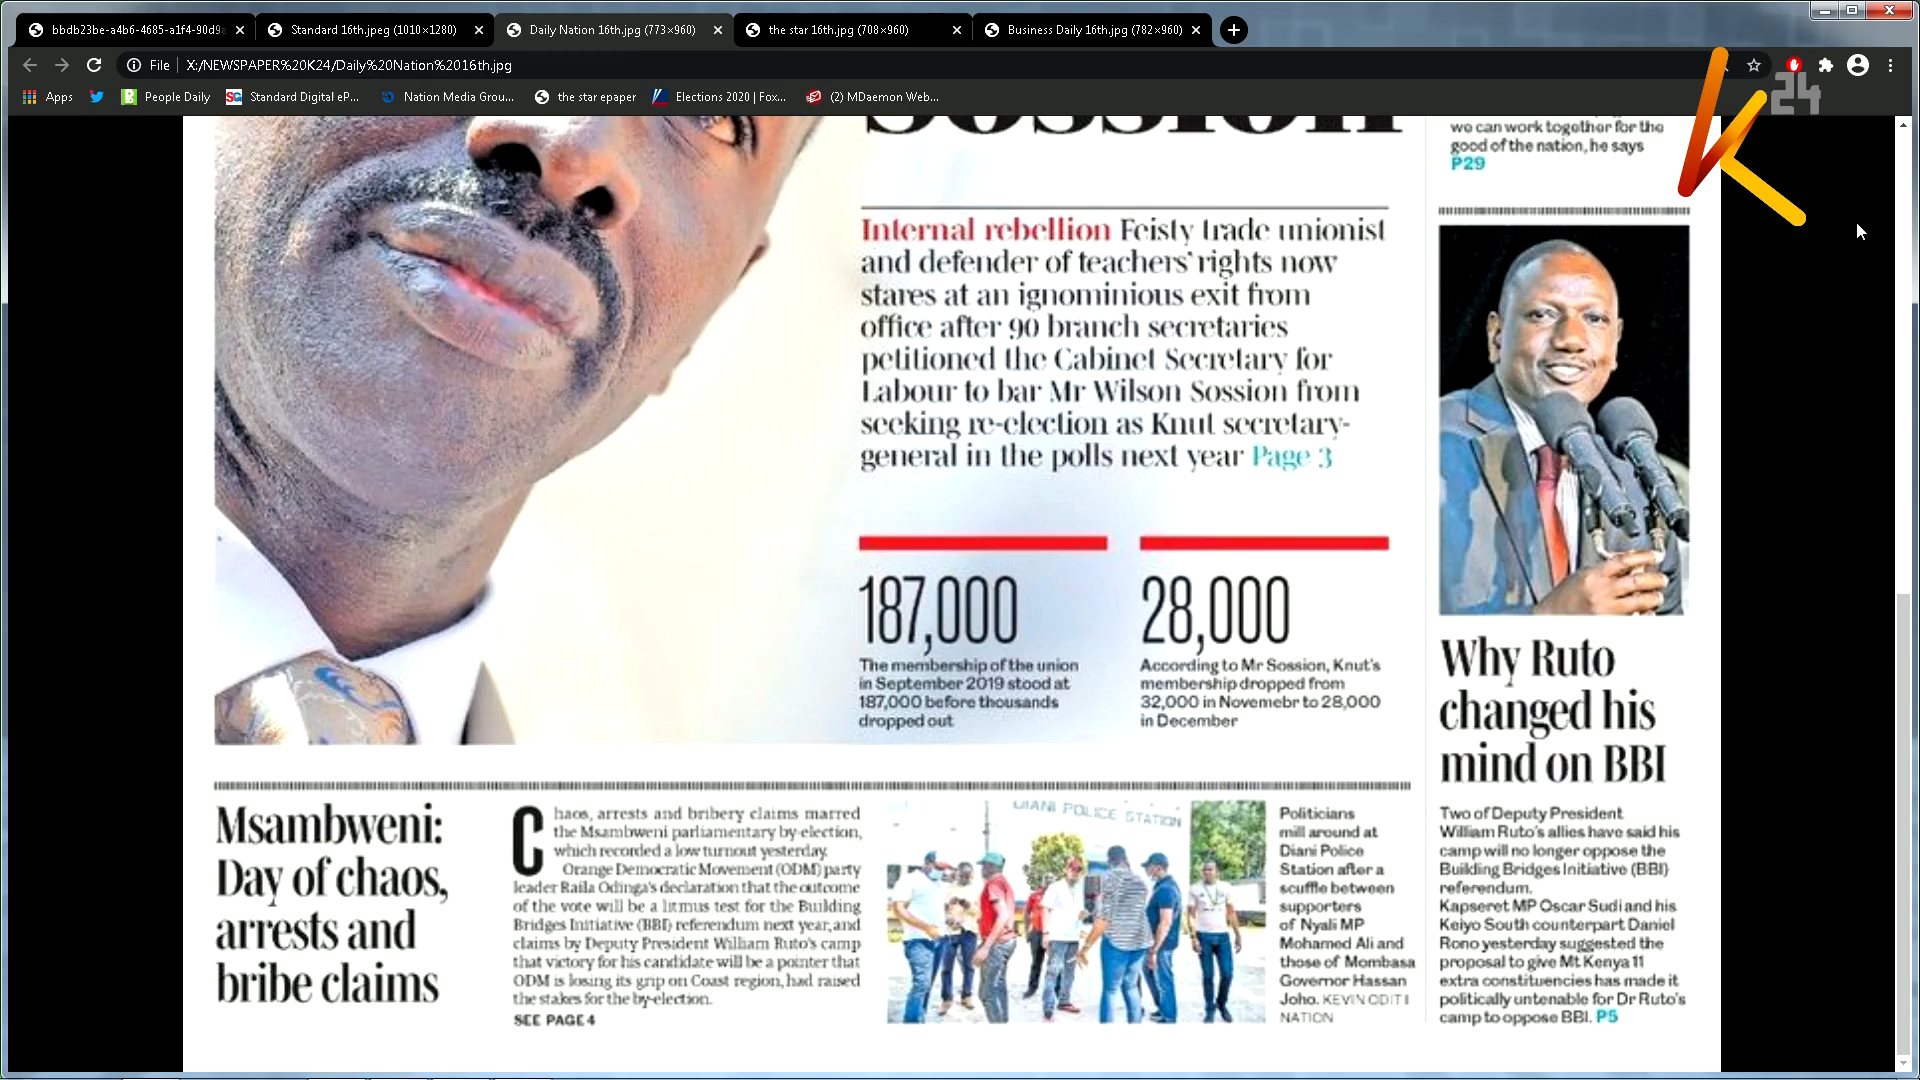 bbdb23be-a4b6-4685-a1f4-90d9a
Standard 16th.jpeg (1010×1280)
Daily Nation 16th.jpg (773×960)
the star 16th.jpg (708×960)
Business Daily 16th.jpg (782×960)
File
X:/NEWSPAPER%20K24/Daily%20Nation%2016th.jpg
Apps
People Daily
Standard Digital eP...
Nation Media Grou...
the star epaper
Elections 2020 | Fox...
(2) MDaemon Web...
K24
Sossion
Internal rebellion Feisty trade unionist
and defender of teachers' rights now
stares at an ignominious exit from
office after 90 branch secretaries
petitioned the Cabinet Secretary for
Labour to bar Mr Wilson Sossion from
seeking re-election as Knut secretary-
general in the polls next year Page 3
187,000
The membership of the union
in September 2019 stood at
187,000 before thousands
dropped out
28,000
According to Mr Sossion, Knut's
membership dropped from
32,000 in Novemebr to 28,000
in December
we can work together for the
good of the nation, he says
P29
Why Ruto
changed his
mind on BBI
Two of Deputy President
William Ruto's allies have said his
camp will no longer oppose the
Building Bridges Initiative (BBI)
referendum.
Kapseret MP Oscar Sudi and his
Keiyo South counterpart Daniel
Rono yesterday suggested the
proposal to give Mt Kenya 11
extra constituencies has made it
politically untenable for Dr Ruto's
camp to oppose BBI. P5
Msambweni:
Day of chaos,
arrests and
bribe claims
Chaos, arrests and bribery claims marred
the Msambweni parliamentary by-election,
which recorded a low turnout yesterday.
Orange Democratic Movement (ODM) party
leader Raila Odinga's declaration that the outcome
of the vote will be a litmus test for the Building
Bridges Initiative (BBI) referendum next year, and
claims by Deputy President William Ruto's camp
that victory for his candidate will be a pointer that
ODM is losing its grip on Coast region, had raised
the stakes for the by-election.
SEE PAGE 4
DIANI POLICE STATION
Politicians
mill around at
Diani Police
Station after a
scuffle between
supporters
of Nyali MP
Mohamed Ali and
those of Mombasa
Governor Hassan
Joho. KEVIN ODIT I
NATION